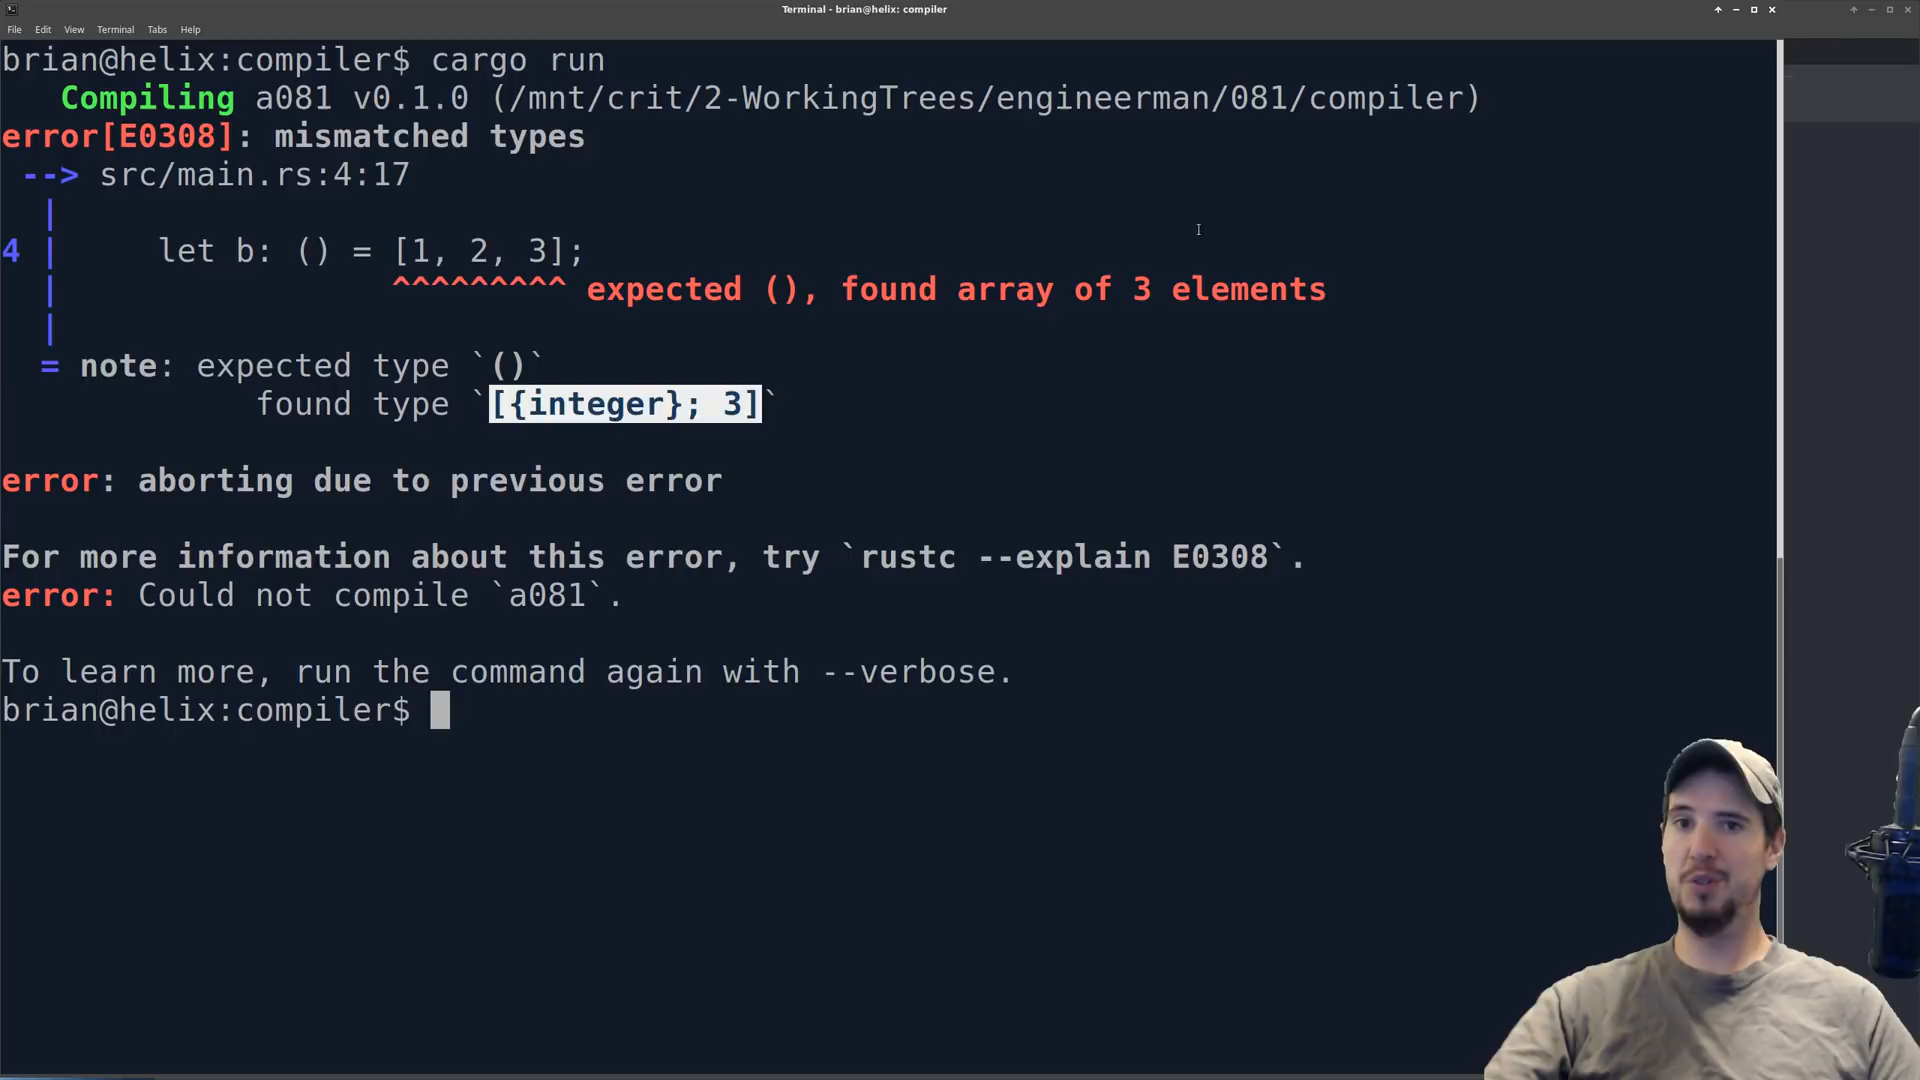 Terminal - brian@helix: compiler
File Edit View Terminal Tabs Help
brian@helix:compiler$ cargo run
   Compiling a081 v0.1.0 (/mnt/crit/2-WorkingTrees/engineerman/081/compiler)
error[E0308]: mismatched types
 --> src/main.rs:4:17
  |
4 |     let b: () = [1, 2, 3];
  |                 ^^^^^^^^^ expected (), found array of 3 elements
  |
  = note: expected type `()`
             found type `[{integer}; 3]`
error: aborting due to previous error
For more information about this error, try `rustc --explain E0308`.
error: Could not compile `a081`.
To learn more, run the command again with --verbose.
brian@helix:compiler$